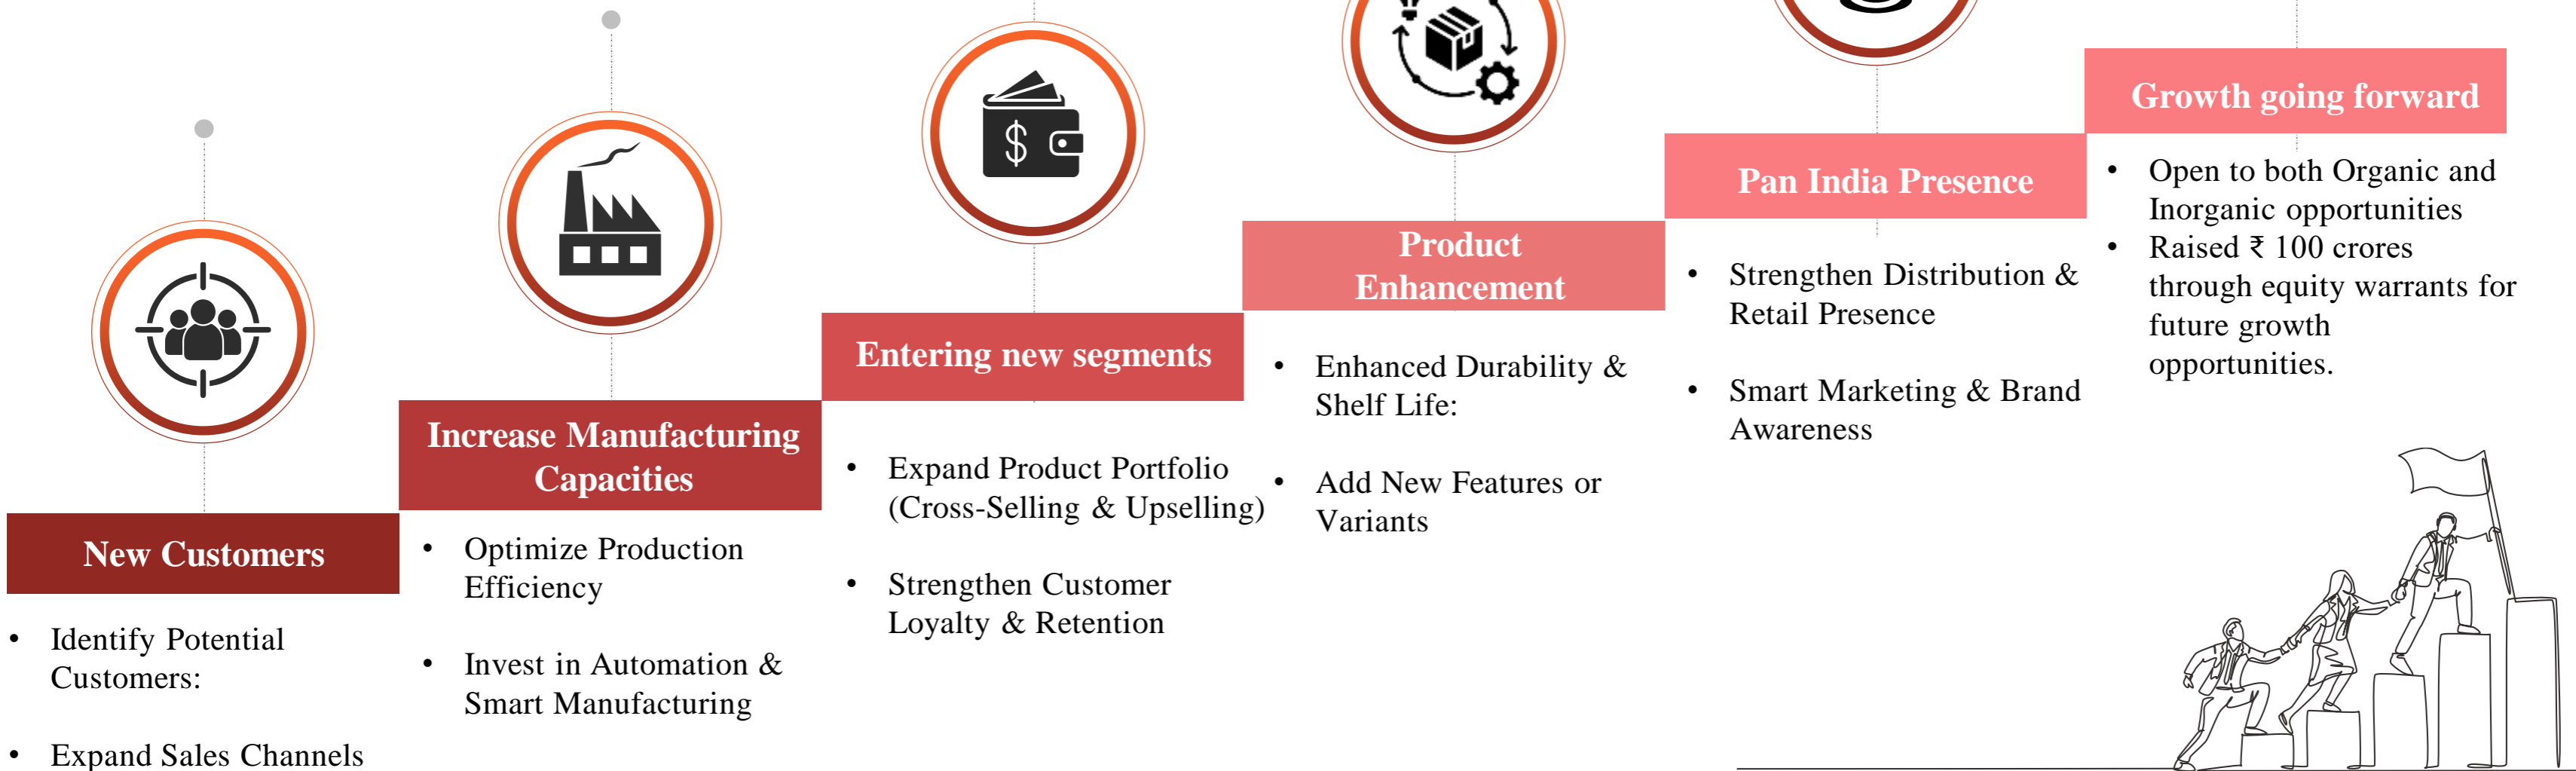 New Customers
• Identify Potential
Customers:
• Expand Sales Channels
Increase Manufacturing
Capacities
• Optimize Production
Efficiency
• Invest in Automation &
Smart Manufacturing
$
Entering new segments
• Expand Product Portfolio
(Cross-Selling & Upselling)
• Strengthen Customer
Loyalty & Retention
Product
Enhancement
• Enhanced Durability &
Shelf Life:
• Add New Features or
Variants
Pan India Presence
• Strengthen Distribution &
Retail Presence
• Smart Marketing & Brand
Awareness
Growth going forward
• Open to both Organic and
Inorganic opportunities
• Raised ₹ 100 crores
through equity warrants for
future growth
opportunities.